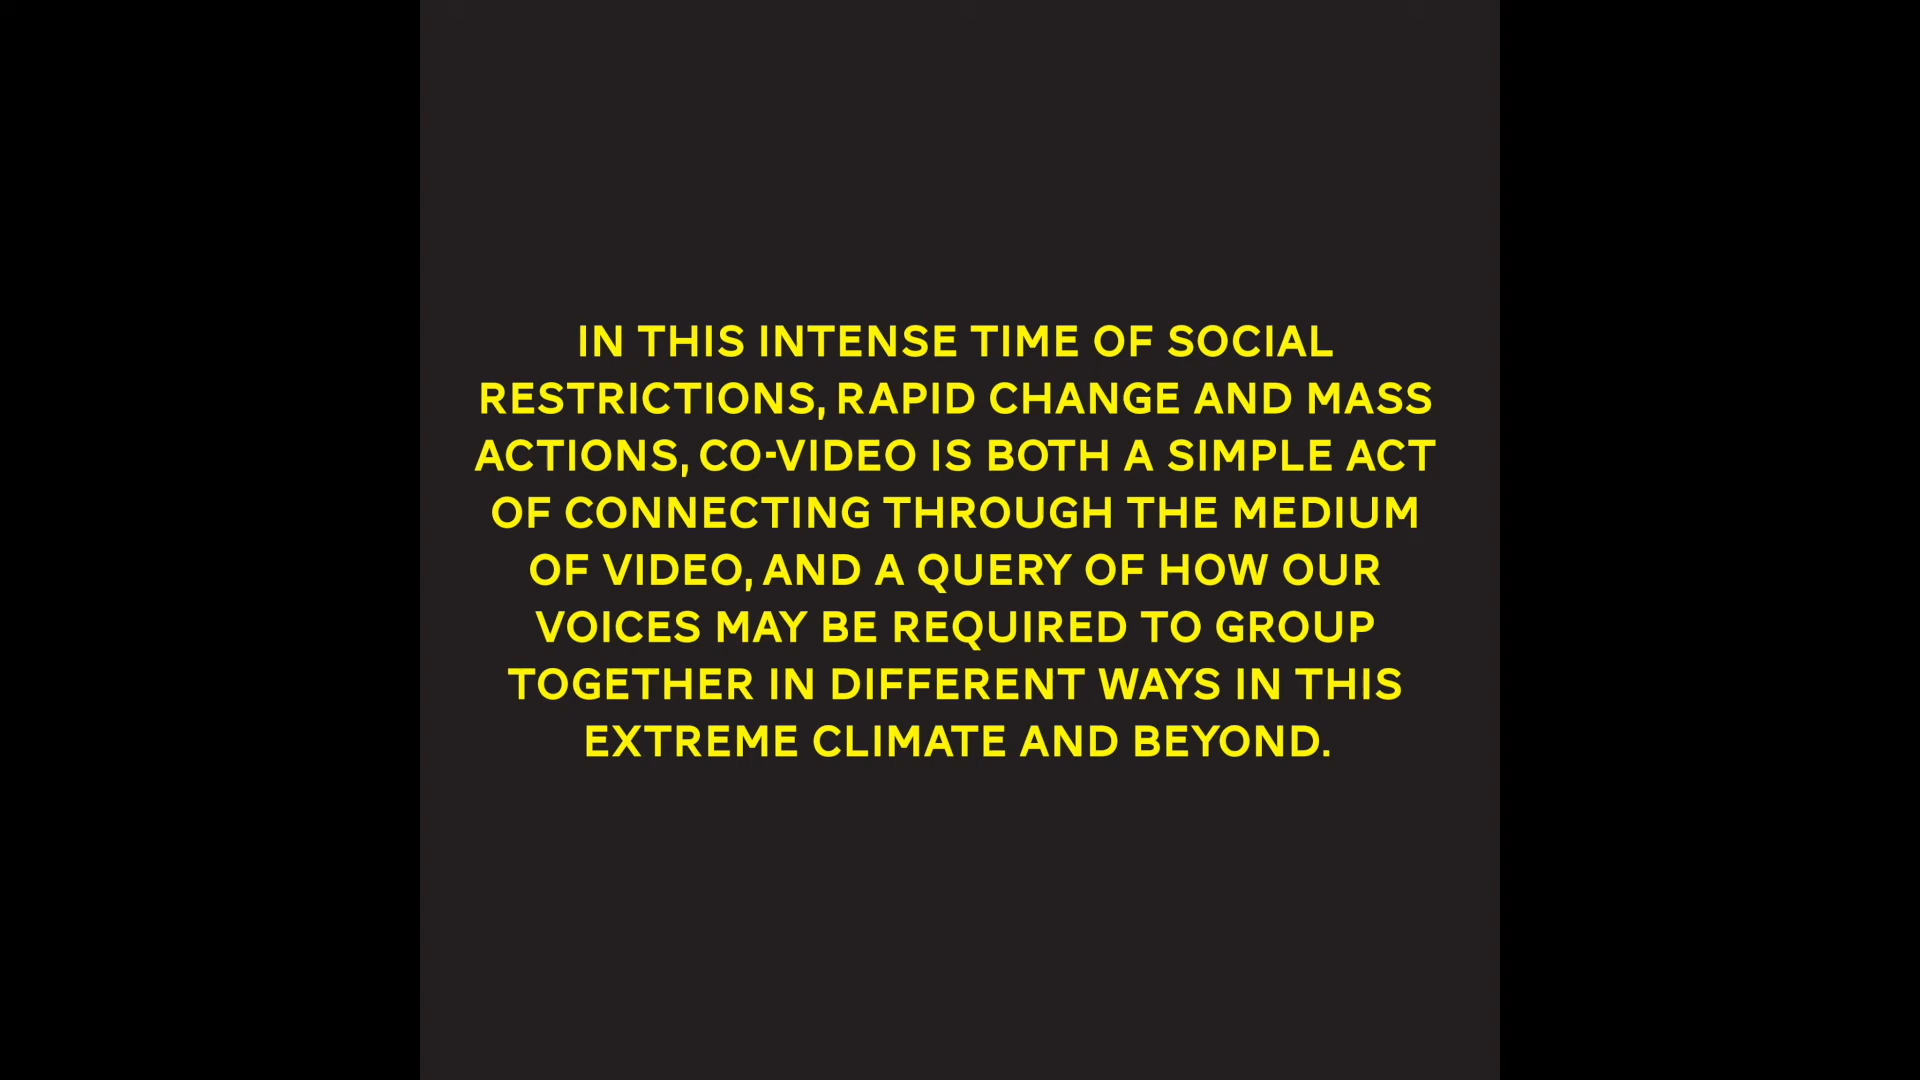 IN THIS INTENSE TIME OF SOCIAL
RESTRICTIONS, RAPID CHANGE AND MASS
ACTIONS, CO-VIDEO IS BOTH A SIMPLE ACT
OF CONNECTING THROUGH THE MEDIUM
OF VIDEO, AND A QUERY OF HOW OUR
VOICES MAY BE REQUIRED TO GROUP
TOGETHER IN DIFFERENT WAYS IN THIS
EXTREME CLIMATE AND BEYOND.